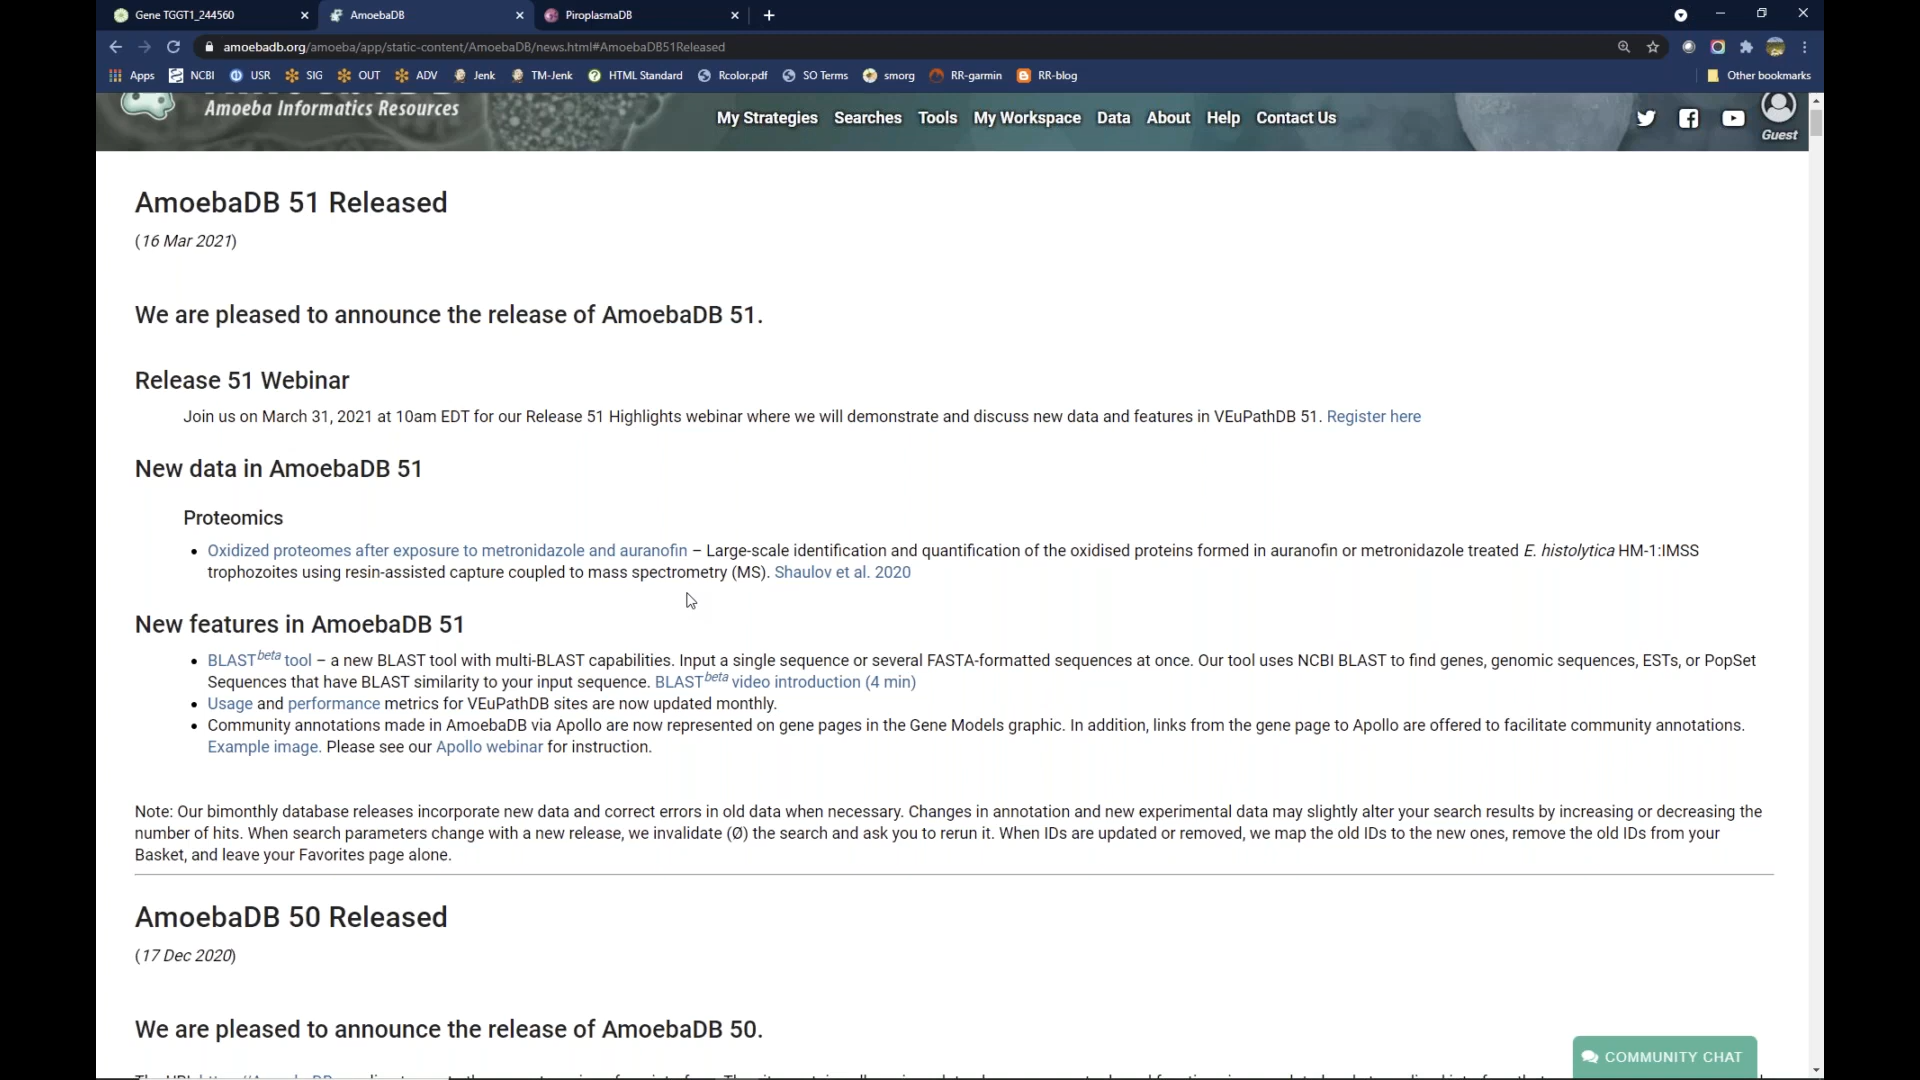 Gene TGGT1_244560
AmoebaDB
PiroplasmaDB
amoebadb.org/amoeba/app/static-content/AmoebaDB/news.html#AmoebaDB51Released
Apps NCBI USR SIG OUT ADV Jenk TM-Jenk HTML Standard Rcolor.pdf SO Terms smorg RR-garmin RR-blog Other bookmarks
Amoeba Informatics Resources
My Strategies Searches Tools My Workspace Data About Help Contact Us
Guest
AmoebaDB 51 Released
(16 Mar 2021)
We are pleased to announce the release of AmoebaDB 51.
Release 51 Webinar
Join us on March 31, 2021 at 10am EDT for our Release 51 Highlights webinar where we will demonstrate and discuss new data and features in VEuPathDB 51. Register here
New data in AmoebaDB 51
Proteomics
• Oxidized proteomes after exposure to metronidazole and auranofin – Large-scale identification and quantification of the oxidised proteins formed in auranofin or metronidazole treated E. histolytica HM-1:IMSS
trophozoites using resin-assisted capture coupled to mass spectrometry (MS). Shaulov et al. 2020
New features in AmoebaDB 51
• BLASTbeta tool – a new BLAST tool with multi-BLAST capabilities. Input a single sequence or several FASTA-formatted sequences at once. Our tool uses NCBI BLAST to find genes, genomic sequences, ESTs, or PopSet
Sequences that have BLAST similarity to your input sequence. BLASTbeta video introduction (4 min)
• Usage and performance metrics for VEuPathDB sites are now updated monthly.
• Community annotations made in AmoebaDB via Apollo are now represented on gene pages in the Gene Models graphic. In addition, links from the gene page to Apollo are offered to facilitate community annotations.
Example image. Please see our Apollo webinar for instruction.
Note: Our bimonthly database releases incorporate new data and correct errors in old data when necessary. Changes in annotation and new experimental data may slightly alter your search results by increasing or decreasing the
number of hits. When search parameters change with a new release, we invalidate (Ø) the search and ask you to rerun it. When IDs are updated or removed, we map the old IDs to the new ones, remove the old IDs from your
Basket, and leave your Favorites page alone.
AmoebaDB 50 Released
(17 Dec 2020)
We are pleased to announce the release of AmoebaDB 50.
COMMUNITY CHAT